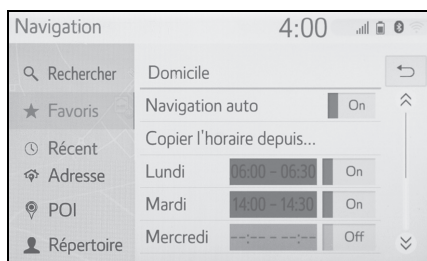 Navigation 4:00
Rechercher
Favoris
Récent
Adresse
POI
Répertoire
Domicile
Navigation auto On
Copier l'horaire depuis...
Lundi 06:00 - 06:30 On
Mardi 14:00 - 14:30 On
Mercredi --:-- - --:-- Off